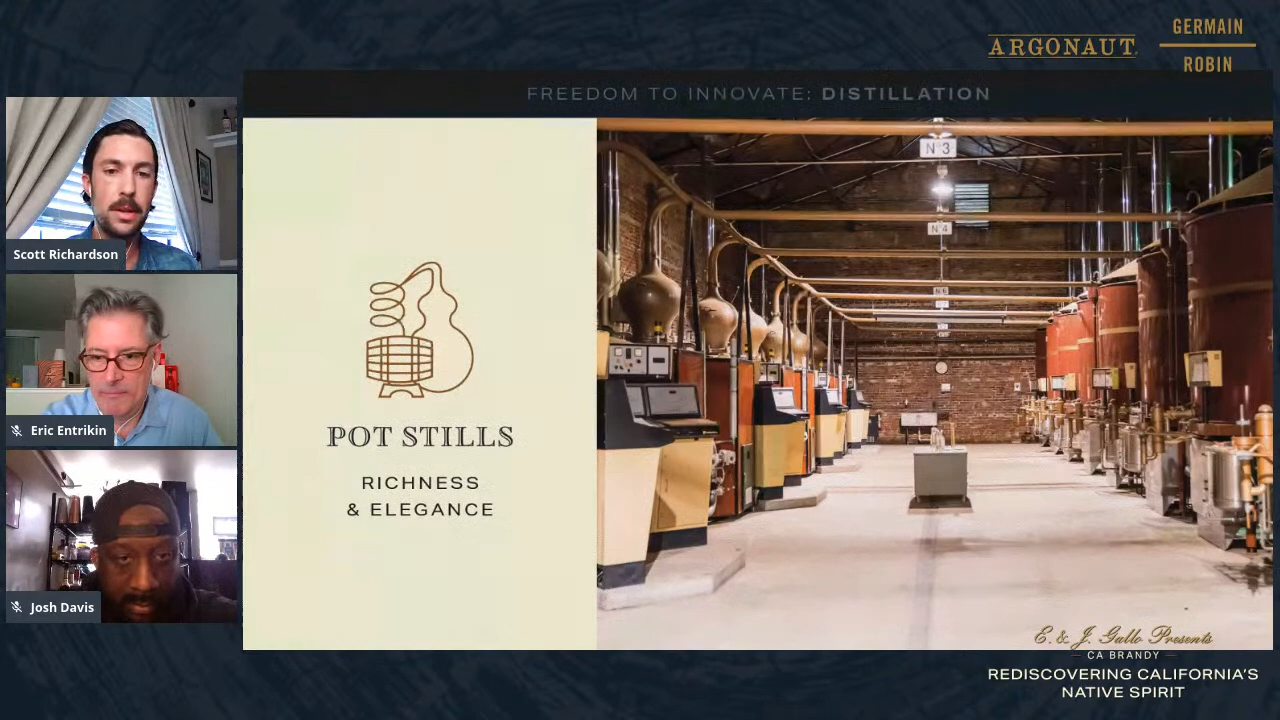 ARGONAUT
GERMAIN
ROBIN
FREEDOM TO INNOVATE: DISTILLATION
Scott Richardson
Eric Entrikin
Josh Davis
POT STILLS
RICHNESS
& ELEGANCE
N°3
N°4
E. & J. Gallo Presents
CA BRANDY
REDISCOVERING CALIFORNIA'S
NATIVE SPIRIT